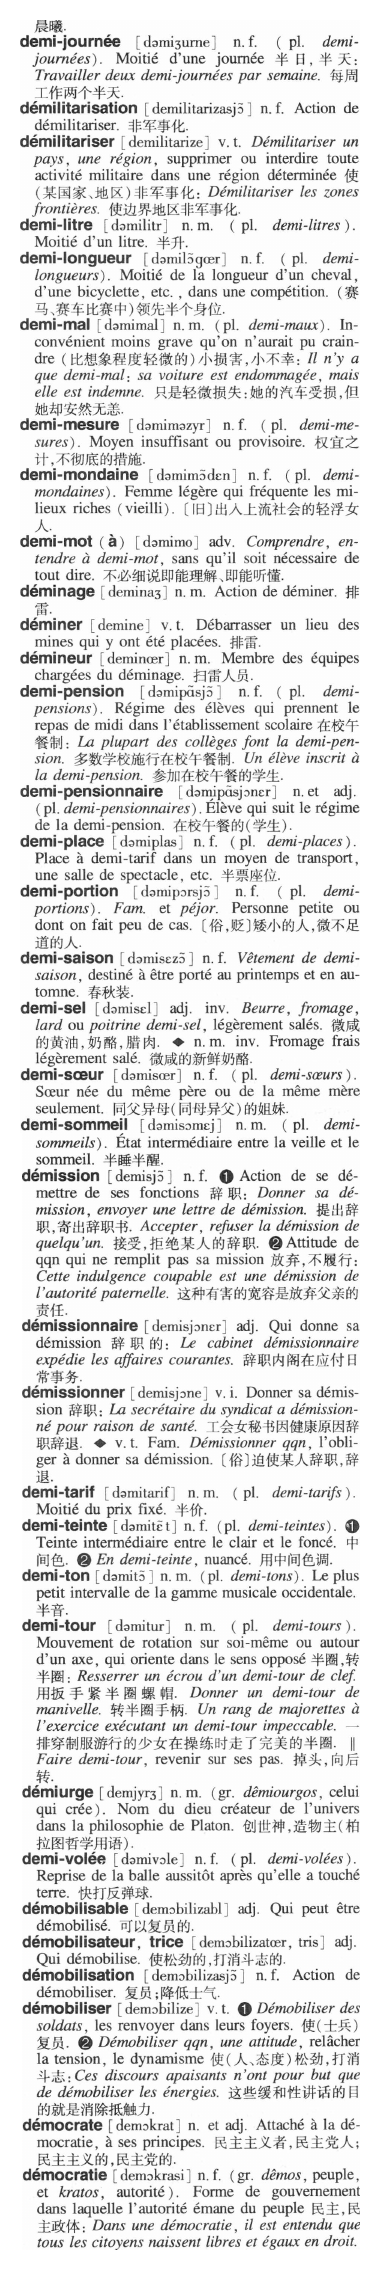 晨曦.
demi-journée [dəmiʒurne] n. f. ( pl. demi-
journées). Moitié d'une journée 半日,半天:
Travailler deux demi-journées par semaine. 每周
工作两个半天.
démilitarisation [demilitarizasjɔ̃] n. f. Action de
démilitariser. 非军事化.
démilitariser [demilitarize] v. t. Démilitariser un
pays, une région, supprimer ou interdire toute
activité militaire dans une région déterminée 使
(某国家、地区)非军事化: Démilitariser les zones
frontières. 使边界地区非军事化.
demi-litre [dəmilitr] n. m. ( pl. demi-litres ).
Moitié d'un litre. 半升.
demi-longueur [dəmilɔ̃gœr] n. f. ( pl. demi-
longueurs). Moitié de la longueur d'un cheval,
d'une bicyclette, etc. , dans une compétition. (赛
马、赛车比赛中)领先半个身位.
demi-mal [dəmimal] n. m. (pl. demi-maux). In-
convénient moins grave qu'on n'aurait pu crain-
dre (比想象程度轻微的)小损害,小不幸: Il n'y a
que demi-mal: sa voiture est endommagée, mais
elle est indemne. 只是轻微损失:她的汽车受损,但
她却安然无恙.
demi-mesure [dəmiməzyr] n. f. (pl. demi-me-
sures). Moyen insuffisant ou provisoire. 权宜之
计,不彻底的措施.
demi-mondaine [dəmimɔ̃dɛn] n. f. ( pl. demi-
mondaines). Femme légère qui fréquente les mi-
lieux riches (vieilli). [旧]出入上流社会的轻浮女
人.
demi-mot (à) [dəmimo] adv. Comprendre, en-
tendre à demi-mot, sans qu'il soit nécessaire de
tout dire. 不必细说即能理解、即能听懂.
déminage [deminaʒ] n. m. Action de déminer. 排
雷.
déminer [demine] v. t. Débarrasser un lieu des
mines qui y ont été placées. 排雷.
démineur [deminœr] n. m. Membre des équipes
chargées du déminage. 扫雷人员.
demi-pension [dəmipɑ̃sjɔ̃] n. f. ( pl. demi-
pensions). Régime des élèves qui prennent le
repas de midi dans l'établissement scolaire 在校午
餐制: La plupart des collèges font la demi-pen-
sion. 多数学校施行在校午餐制. Un élève inscrit à
la demi-pension. 参加在校午餐的学生.
demi-pensionnaire [dəmipɑ̃sjɔnɛr] n. et adj.
(pl. demi-pensionnaires). Élève qui suit le régime
de la demi-pension. 在校午餐的(学生).
demi-place [dəmiplas] n. f. ( pl. demi-places ).
Place à demi-tarif dans un moyen de transport,
une salle de spectacle, etc. 半票座位.
demi-portion [dəmipɔrsjɔ̃] n. f. ( pl. demi-
portions). Fam. et péjor. Personne petite ou
dont on fait peu de cas. [俗,贬]矮小的人,微不足
道的人.
demi-saison [dəmisɛzɔ̃] n. f. Vêtement de demi-
saison, destiné à être porté au printemps et en au-
tomne. 春秋装.
demi-sel [dəmisɛl] adj. inv. Beurre, fromage,
lard ou poitrine demi-sel, légèrement salés. 微咸
的黄油,奶酪,腊肉. ◆ n. m. inv. Fromage frais
légèrement salé. 微咸的新鲜奶酪.
demi-sœur [dəmisœr] n. f. ( pl. demi-sœurs ).
Sœur née du même père ou de la même mère
seulement. 同父异母(同母异父)的姐妹.
demi-sommeil [dəmisɔmɛj] n. m. ( pl. demi-
sommeils). État intermédiaire entre la veille et le
sommeil. 半睡半醒.
démission [demisjɔ̃] n. f. ❶ Action de se dé-
mettre de ses fonctions 辞职: Donner sa dé-
mission, envoyer une lettre de démission. 提出辞
职,寄出辞职书. Accepter, refuser la démission de
quelqu'un. 接受,拒绝某人的辞职. ❷ Attitude de
qqn qui ne remplit pas sa mission 放弃,不履行:
Cette indulgence coupable est une démission de
l'autorité paternelle. 这种有害的宽容是放弃父亲的
责任.
démissionnaire [demisjɔnɛr] adj. Qui donne sa
démission 辞职的: Le cabinet démissionnaire
expédie les affaires courantes. 辞职内阁在应付日
常事务.
démissionner [demisjɔne] v. i. Donner sa démis-
sion 辞职: La secrétaire du syndicat a démission-
né pour raison de santé. 工会女秘书因健康原因辞
职辞退. ◆ v. t. Fam. Démissionner qqn, l'obli-
ger à donner sa démission. [俗]迫使某人辞职,辞
退.
demi-tarif [dəmitarif] n. m. ( pl. demi-tarifs ).
Moitié du prix fixé. 半价.
demi-teinte [dəmitɛ̃t] n. f. (pl. demi-teintes). ❶
Teinte intermédiaire entre le clair et le foncé. 中
间色. ❷ En demi-teinte, nuancé. 用中间色调.
demi-ton [dəmitɔ̃] n. m. (pl. demi-tons). Le plus
petit intervalle de la gamme musicale occidentale.
半音.
demi-tour [dəmitur] n. m. ( pl. demi-tours ).
Mouvement de rotation sur soi-même ou autour
d'un axe, qui oriente dans le sens opposé 半圈,转
半圈: Resserrer un écrou d'un demi-tour de clef.
用扳手紧半圈螺帽. Donner un demi-tour de
manivelle. 转半圈手柄. Un rang de majorettes à
l'exercice exécutant un demi-tour impeccable. 一
排穿制服游行的少女在操练时走了完美的半圈. ‖
Faire demi-tour, revenir sur ses pas. 掉头,向后
转.
démiurge [demjyrʒ] n. m. (gr. dêmiourgos, celui
qui crée). Nom du dieu créateur de l'univers
dans la philosophie de Platon. 创世神,造物主(柏
拉图哲学用语).
demi-volée [dəmivɔle] n. f. ( pl. demi-volées ).
Reprise de la balle aussitôt après qu'elle a touché
terre. 快打反弹球.
démobilisable [demɔbilizabl] adj. Qui peut être
démobilisé. 可以复员的.
démobilisateur, trice [demɔbilizatœr, tris] adj.
Qui démobilise. 使松劲的,打消斗志的.
démobilisation [demɔbilizasjɔ̃] n. f. Action de
démobiliser. 复员;降低士气.
démobiliser [demɔbilize] v. t. ❶ Démobiliser des
soldats, les renvoyer dans leurs foyers. 使(士兵)
复员. ❷ Démobiliser qqn, une attitude, relâcher
la tension, le dynamisme 使(人、态度)松劲,打消
斗志:Ces discours apaisants n'ont pour but que
de démobiliser les énergies. 这些缓和性讲话的目
的就是消除抵触力.
démocrate [demɔkrat] n. et adj. Attaché à la dé-
mocratie, à ses principes. 民主主义者,民主党人;
民主主义的,民主党的.
démocratie [demɔkrasi] n. f. (gr. dêmos, peuple,
et kratos, autorité ). Forme de gouvernement
dans laquelle l'autorité émane du peuple 民主,民
主政体: Dans une démocratie, il est entendu que
tous les citoyens naissent libres et égaux en droit.